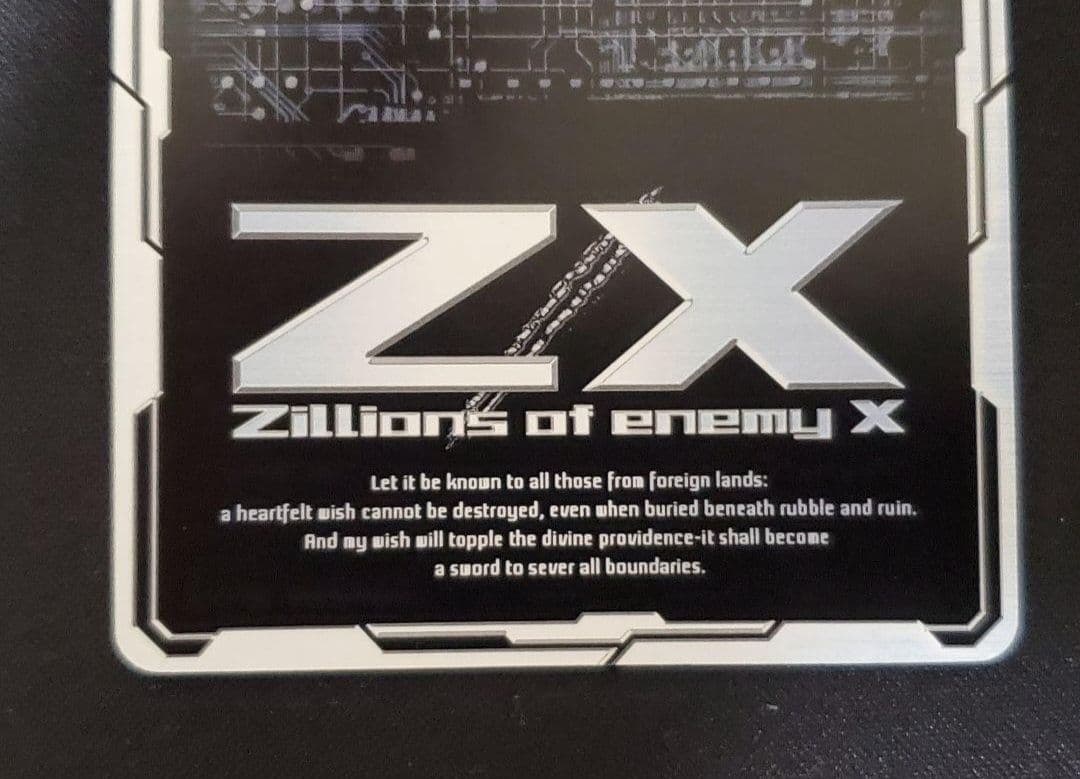 ZX
Zillions of enemy X
Let it be known to all those from foreign lands:
a heartfelt wish cannot be destroyed, even when buried beneath rubble and ruin.
And my wish will topple the divine providence-it shall become
a sword to sever all boundaries.